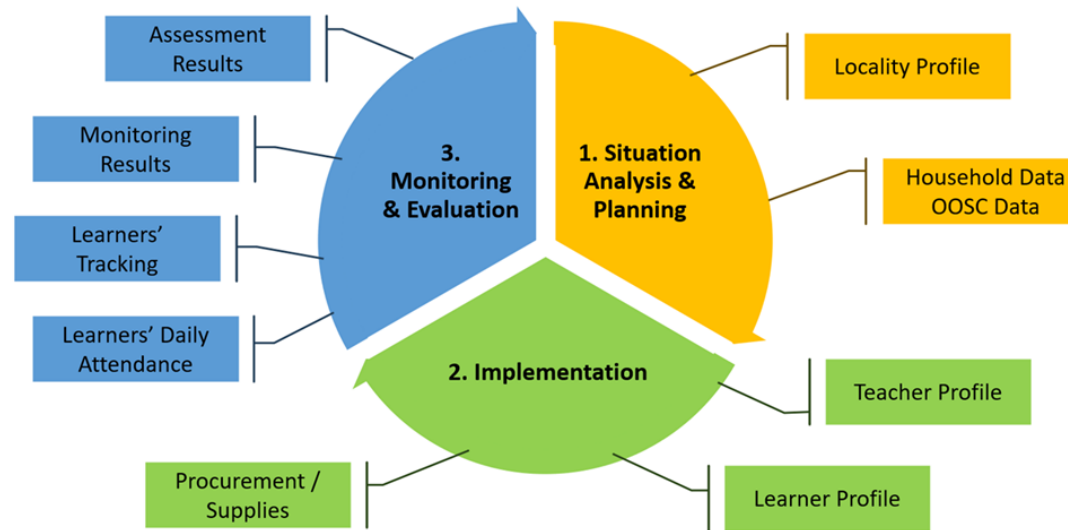 Assessment
Results
Monitoring
Results
Learners’
Tracking
Learners’ Daily
Attendance
3.
Monitoring
& Evaluation
1. Situation
Analysis &
Planning
Locality Profile
Household Data
OOSC Data
2. Implementation
Teacher Profile
Learner Profile
Procurement /
Supplies